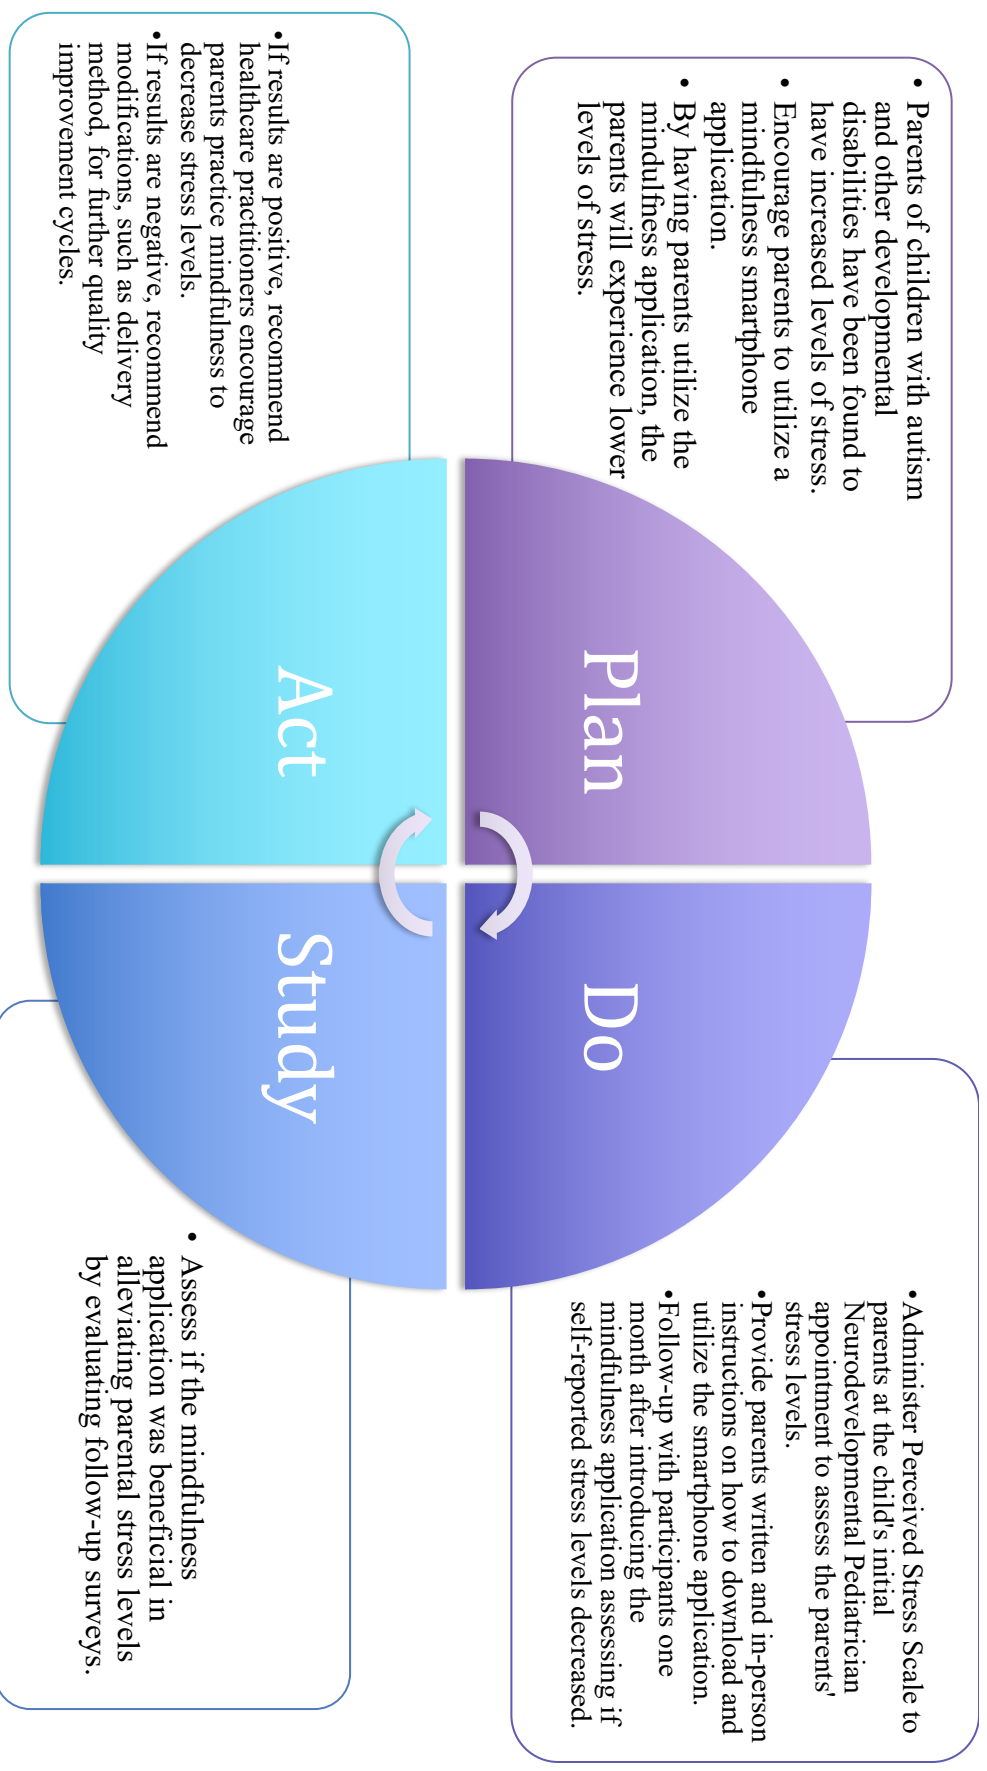 • Parents of children with autism
and other developmental
disabilities have been found to
have increased levels of stress.
• Encourage parents to utilize a
mindfulness smartphone
application.
• By having parents utilize the
mindulfness application, the
parents will experience lower
levels of stress.
Plan
Do
• Administer Perceived Stress Scale to
parents at the child's initial
Neurodevelopmental Pediatrician
appointment to assess the parents'
stress levels.
• Provide parents written and in-person
instructions on how to download and
utilize the smartphone application.
• Follow-up with participants one
month after introducing the
mindfulness application assessing if
self-reported stress levels decreased.
• If results are positive, recommend
healthcare practitioners encourage
parents practice mindfulness to
decrease stress levels.
• If results are negative, recommend
modifications, such as delivery
method, for further quality
improvement cycles.
Act
Study
• Assess if the mindfulness
application was beneficial in
alleviating parental stress levels
by evaluating follow-up surveys.